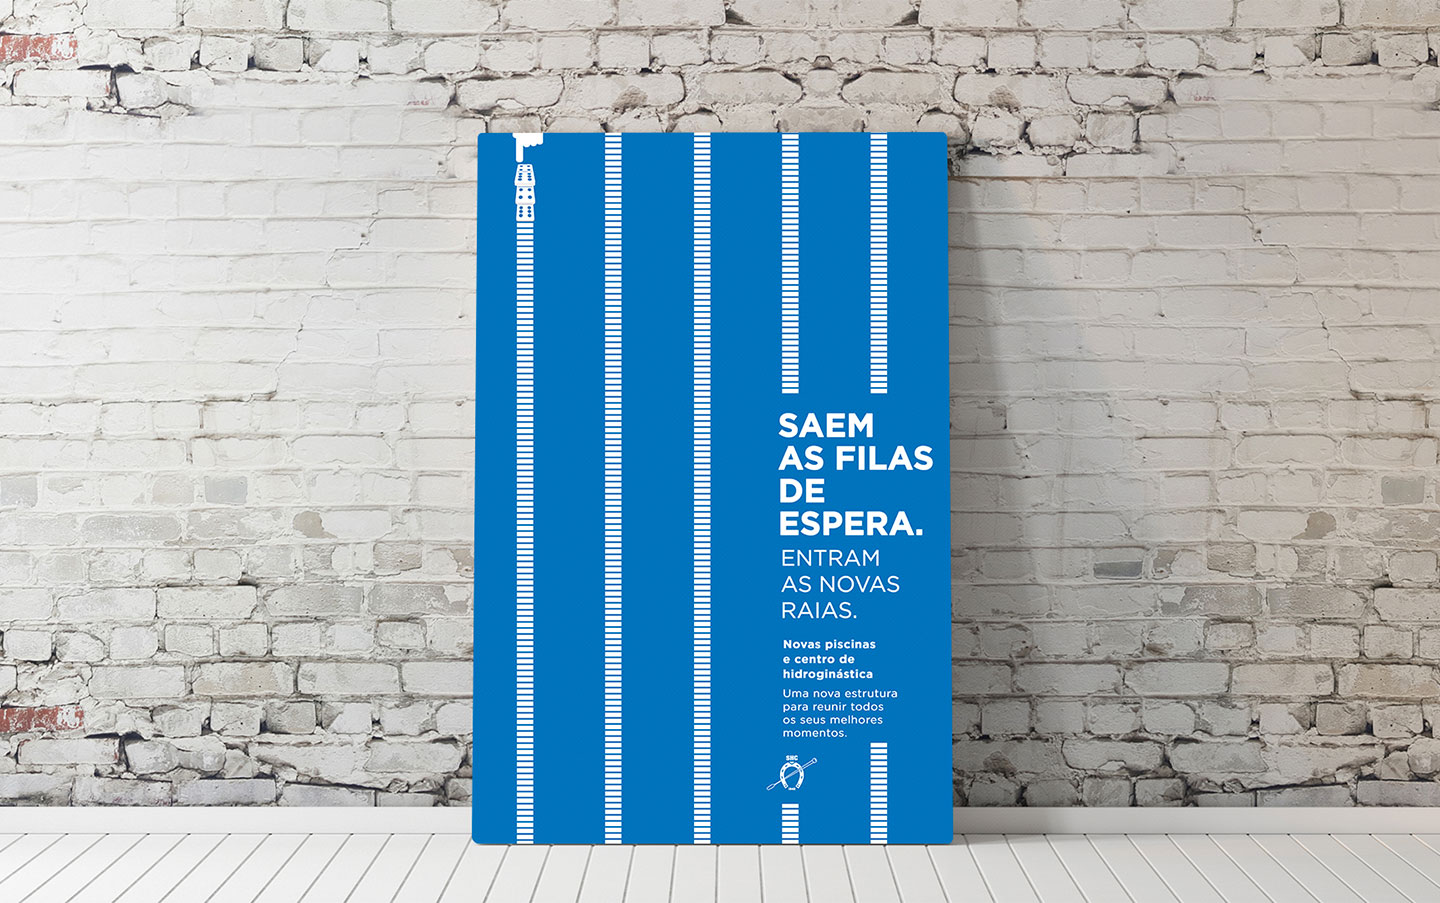 SAEM
AS FILAS
DE
ESPERA.
ENTRAM
AS NOVAS
RAIAS.
Novas piscinas
e centro de
hidroginástica
Uma nova estrutura
para reunir todos
os seus melhores
momentos.
SHC